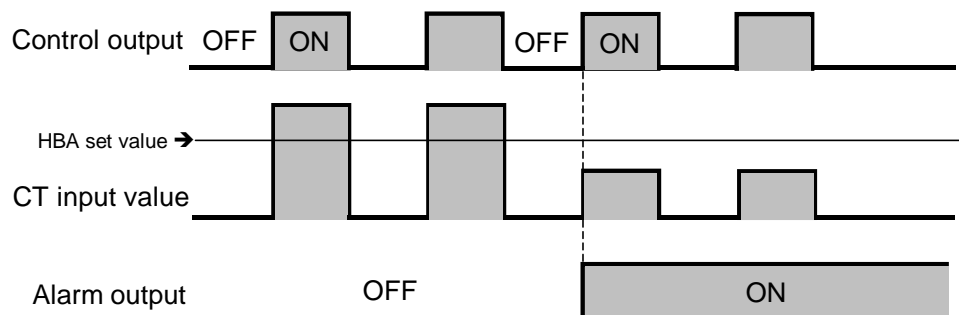 Control output OFF ON OFF ON
HBA set value ➔
CT input value
Alarm output OFF ON